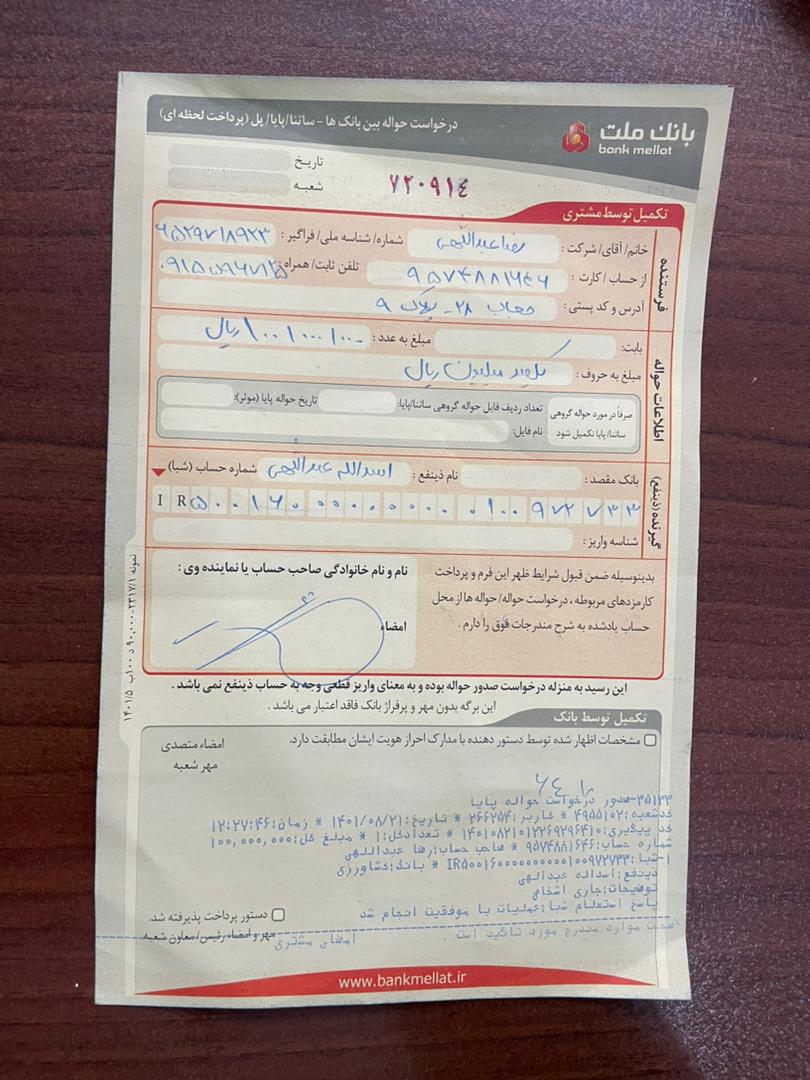 بانک ملت
bank mellat
درخواست حواله بین بانک ها - ساتنا/پایا/ پل (پرداخت لحظه ای)
تاریخ
شعبه
۷۲۰۹۱٤
تکمیل توسط مشتری
فرستنده
خانم/ آقای/ شرکت : رضا عبدالهی شماره/ شناسه ملی/ فراگیر :
از حساب / کارت : ۹۵۷۴۸۸۱۶۴۶ تلفن ثابت/ همراه : ۰۹۱۵۵۹۶۷۱۲۵
آدرس و کد پستی : ۲۸ - پلاک ۹
اطلاعات حواله
بابت : مبلغ به عدد : ۱۰۰/۰۰۰/۰۰۰ ریال
مبلغ به حروف : یکصد میلیون ریال
صرفاً در مورد حواله گروهی ساتنا/پایا تکمیل شود
تعداد ردیف فایل حواله گروهی ساتنا/پایا: تاریخ حواله پایا (موثر):
نام فایل:
گیرنده (ذینفع)
بانک مقصد : نام ذینفع : اسدالله عبدالهی شماره حساب (شبا)
IR ۵۰۰۱۶۰۰۰۰۰۰۰۰۰۰۱۰۰۹۷۲۷۳۳
شناسه واریز :
بدینوسیله ضمن قبول شرایط ظهر این فرم و پرداخت
کارمزدهای مربوطه ، درخواست حواله/ حواله ها از محل
حساب یادشده به شرح مندرجات فوق را دارم .
نام و نام خانوادگی صاحب حساب یا نماینده وی :
امضاء
این رسید به منزله درخواست صدور حواله بوده و به معنای واریز قطعی وجه به حساب ذینفع نمی باشد .
این برگه بدون مهر و پرفراژ بانک فاقد اعتبار می باشد .
نمونه ۲۳۱۷/۱-۹۰,۰۰۰ د ۱۰۰ ب ۱۴۰۱/۵
تکمیل توسط بانک
مشخصات اظهار شده توسط دستور دهنده با مدارک احراز هویت ایشان مطابقت دارد.
امضاء متصدی
مهر شعبه
۳۵۱۳۳-صدور درخواست حواله پایا
کدشعبه:۴۹۵۵۱۰۲ * کاربر:۲۶۶۲۵۴ * تاریخ:۱۴۰۱/۰۸/۲۱ * زمان:۱۲:۲۷:۴۶
کد پیگیری:۱۴۰۱۰۸۲۱۰۱۲۲۶۹۲۹۶۴۱۰ * تعدادکل:۱ * مبلغ کل:۱۰۰,۰۰۰,۰۰۰
شماره حساب:۹۵۷۴۸۸۱۶۴۶ * صاحب حساب:رضا عبدالهی
۱-شبا:IR۵۰۰۱۶۰۰۰۰۰۰۰۰۰۰۱۰۰۹۷۲۷۳۳ * بانک:کشاورزی
ذینفع:اسداله عبدالهی
توضیحات:جاری اشخاص
پاسخ استعلام شبا:عملیات با موفقیت انجام شد
دستور پرداخت پذیرفته شد.
صحت موارد مندرج مورد تائید است امضای مشتری
مهر و امضاء رئیس/ معاون شعبه
www.bankmellat.ir